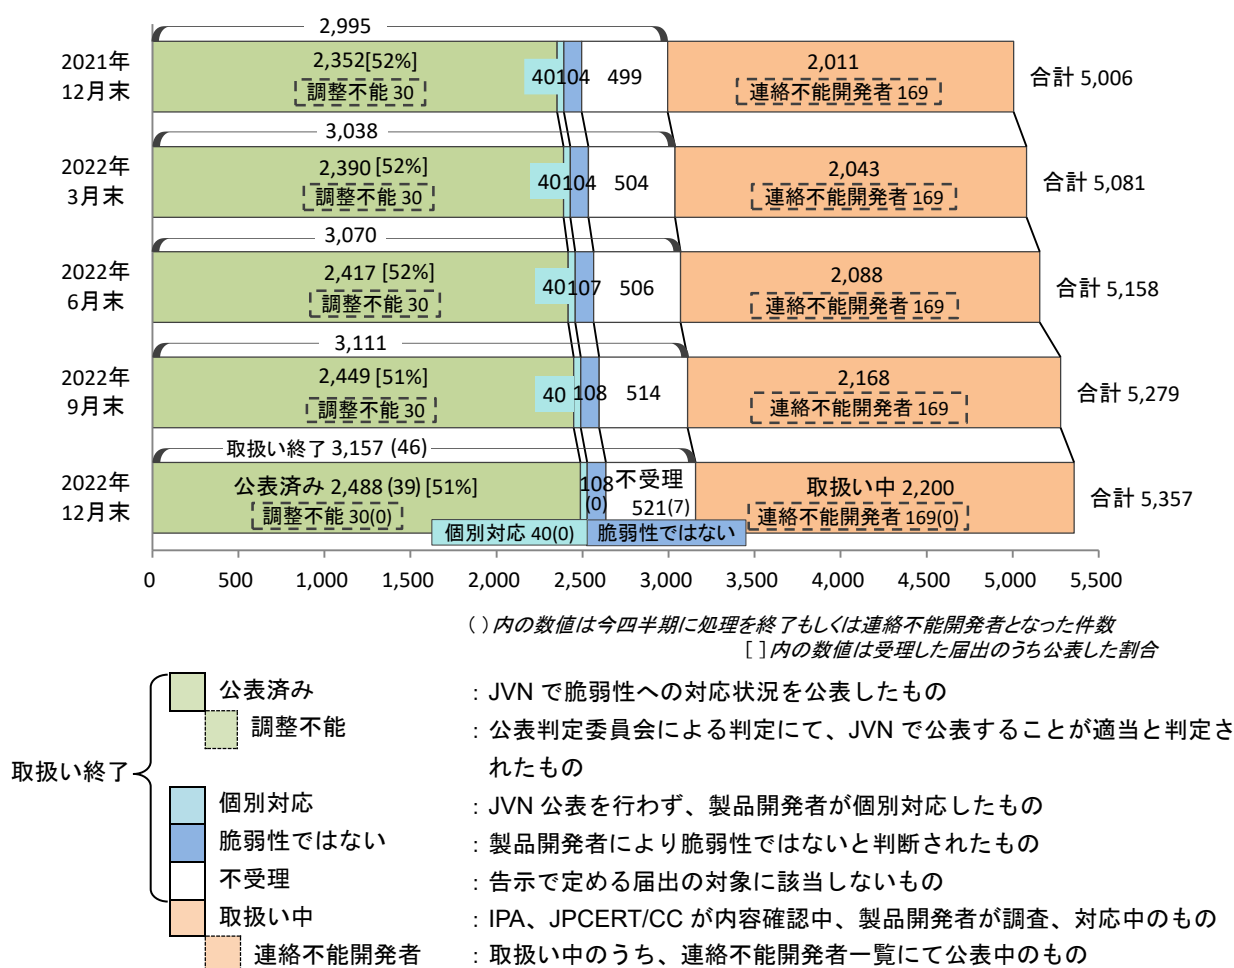 2,995
2021年
12月末
2,352[52%]
調整不能 30
40
104
499
2,011
連絡不能開発者 169
合計 5,006
3,038
2022年
3月末
2,390 [52%]
調整不能 30
40
104
504
2,043
連絡不能開発者 169
合計 5,081
3,070
2022年
6月末
2,417 [52%]
調整不能 30
40
107
506
2,088
連絡不能開発者 169
合計 5,158
3,111
2022年
9月末
2,449 [51%]
調整不能 30
40
108
514
2,168
連絡不能開発者 169
合計 5,279
取扱い終了 3,157 (46)
2022年
12月末
公表済み 2,488 (39) [51%]
調整不能 30(0)
個別対応 40(0)
108
(0)
脆弱性ではない
不受理
521(7)
取扱い中 2,200
連絡不能開発者 169(0)
合計 5,357
0 500 1,000 1,500 2,000 2,500 3,000 3,500 4,000 4,500 5,000 5,500
( ) 内の数値は今四半期に処理を終了もしくは連絡不能開発者となった件数
[ ] 内の数値は受理した届出のうち公表した割合
取扱い終了
公表済み : JVN で脆弱性への対応状況を公表したもの
調整不能 : 公表判定委員会による判定にて、JVN で公表することが適当と判定さ
れたもの
個別対応 : JVN 公表を行わず、製品開発者が個別対応したもの
脆弱性ではない : 製品開発者により脆弱性ではないと判断されたもの
不受理 : 告示で定める届出の対象に該当しないもの
取扱い中 : IPA、JPCERT/CC が内容確認中、製品開発者が調査、対応中のもの
連絡不能開発者 : 取扱い中のうち、連絡不能開発者一覧にて公表中のもの